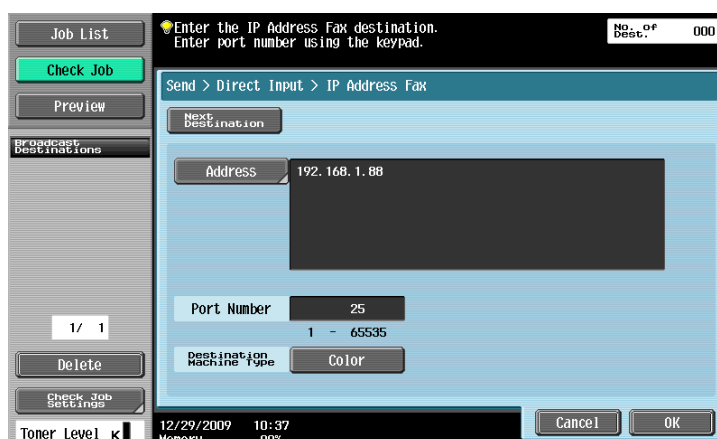 Job List
Check Job
Preview
Broadcast
Destinations
1/ 1
Delete
Check Job
Settings
Toner Level K
Enter the IP Address Fax destination.
Enter port number using the keypad.
No. of
Dest. 000
Send > Direct Input > IP Address Fax
Next
Destination
Address 192.168.1.88
Port Number 25
1 - 65535
Destination
Machine Type Color
12/29/2009 10:37
Memory 99%
Cancel OK